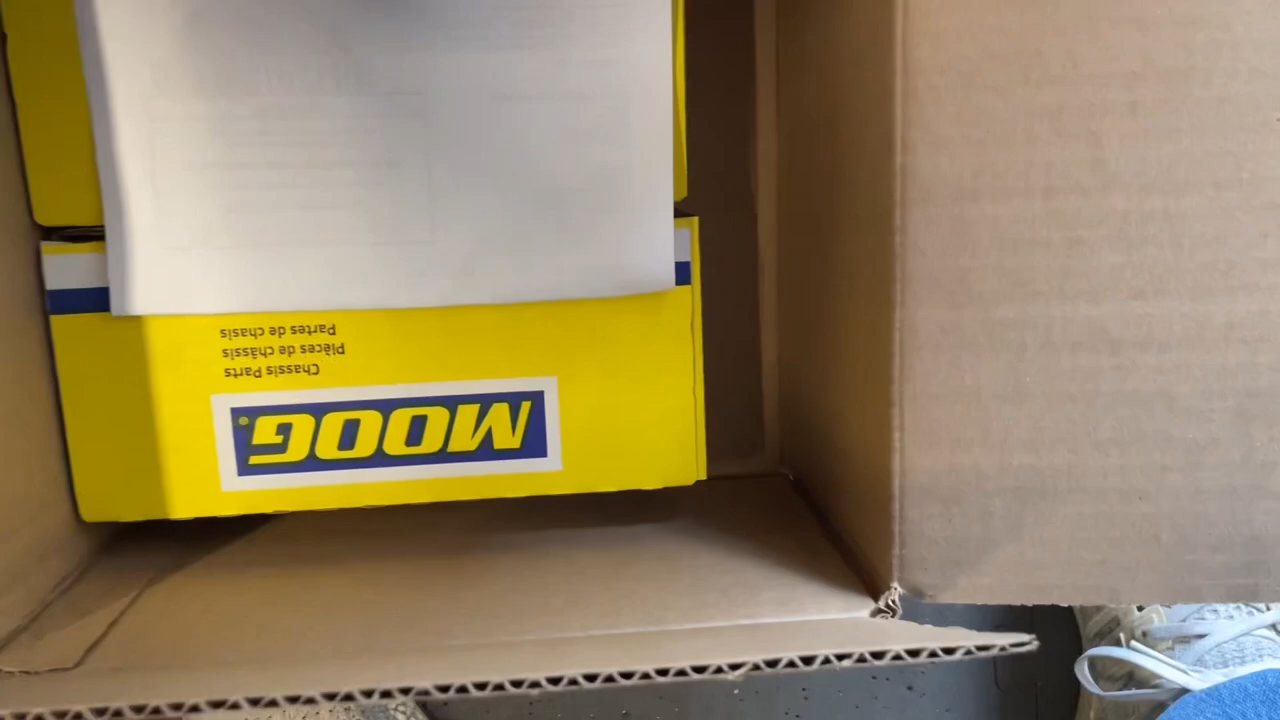 MOOG®
Chassis Parts
Pièces de châssis
Partes de chasis